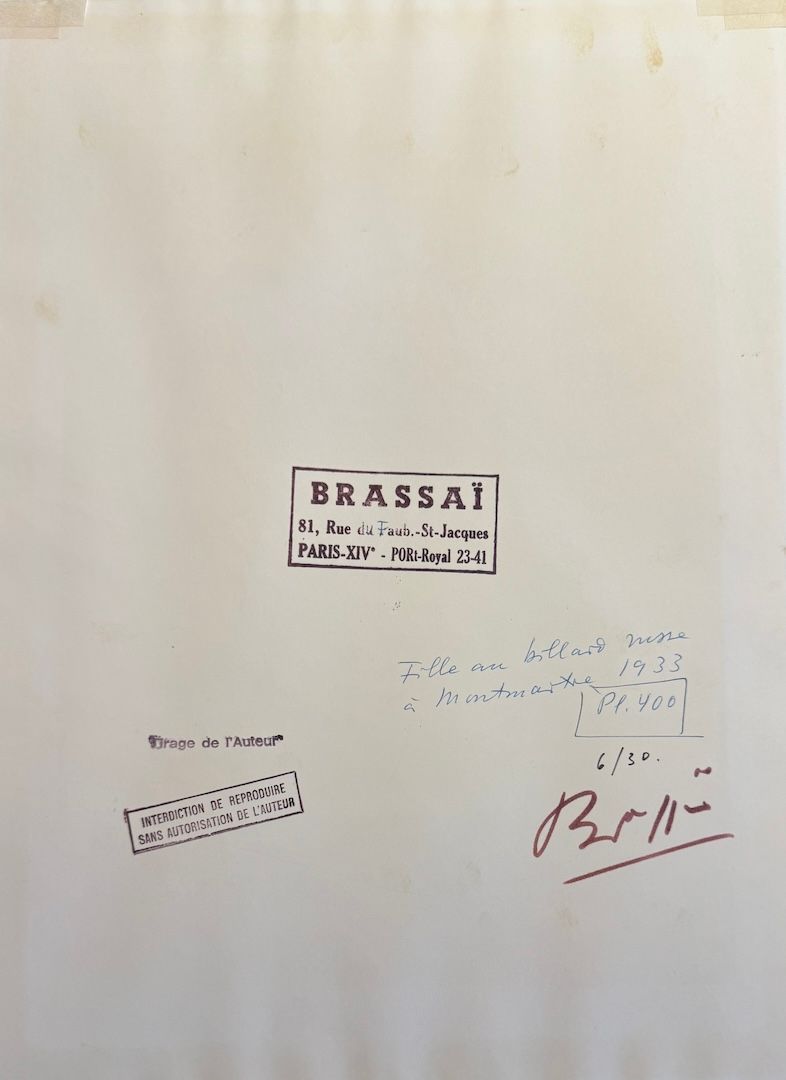 BRASSAÏ
81, Rue du Faub.-St-Jacques
PARIS-XIVᵉ - PORt-Royal 23-41
Fille au billard russe
à Montmartre 1933
Pl. 400
6/30.
Brassaï
Tirage de l'Auteur
INTERDICTION DE REPRODUIRE
SANS AUTORISATION DE L'AUTEUR